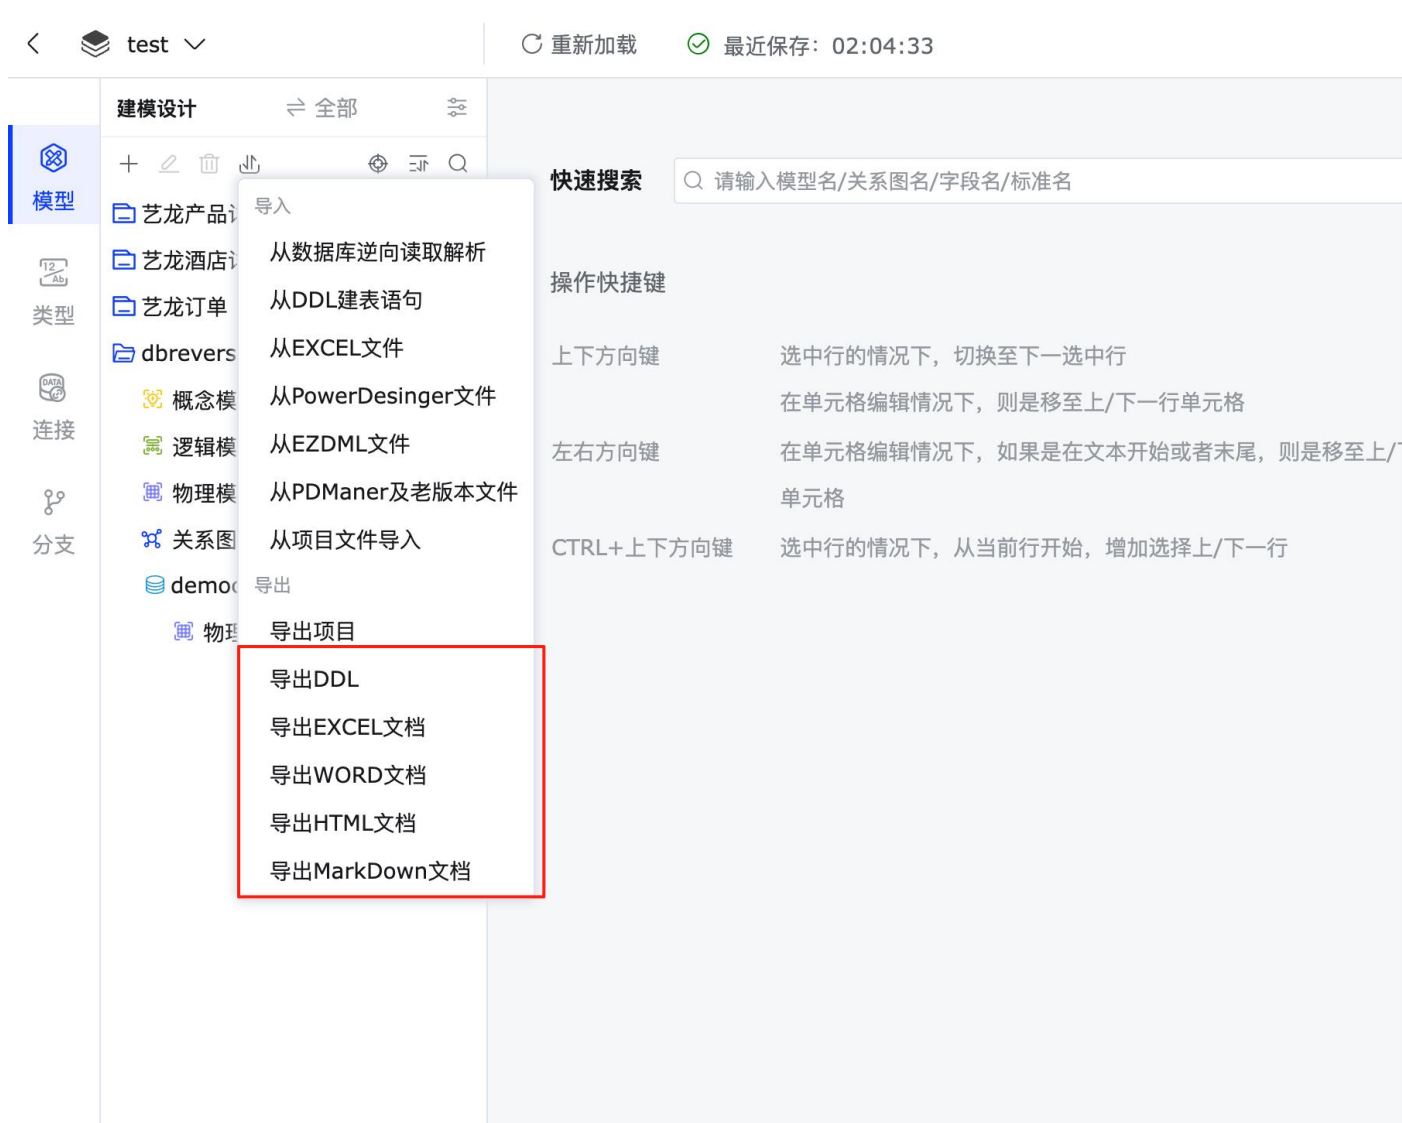 test
重新加载
最近保存：02:04:33
建模设计
全部
模型
类型
连接
分支
艺龙产品
艺龙酒店
艺龙订单
dbrevers
概念模
逻辑模
物理模
关系图
demo
物理
导入
从数据库逆向读取解析
从DDL建表语句
从EXCEL文件
从PowerDesinger文件
从EZDML文件
从PDManer及老版本文件
从项目文件导入
导出
导出项目
导出DDL
导出EXCEL文档
导出WORD文档
导出HTML文档
导出MarkDown文档
快速搜索
请输入模型名/关系图名/字段名/标准名
操作快捷键
上下方向键
选中行的情况下，切换至下一选中行
在单元格编辑情况下，则是移至上/下一行单元格
左右方向键
在单元格编辑情况下，如果是在文本开始或者末尾，则是移至上/
单元格
CTRL+上下方向键
选中行的情况下，从当前行开始，增加选择上/下一行